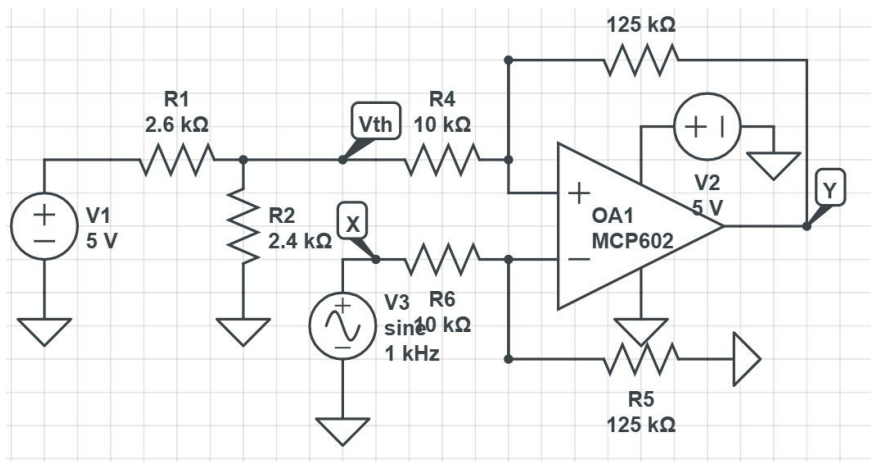 125 kΩ
R1
2.6 kΩ
Vth
R4
10 kΩ
V1
5 V
R2
2.4 kΩ
X
V3
sine
1 kHz
R6
10 kΩ
+
−
OA1
MCP602
V2
5 V
Y
R5
125 kΩ